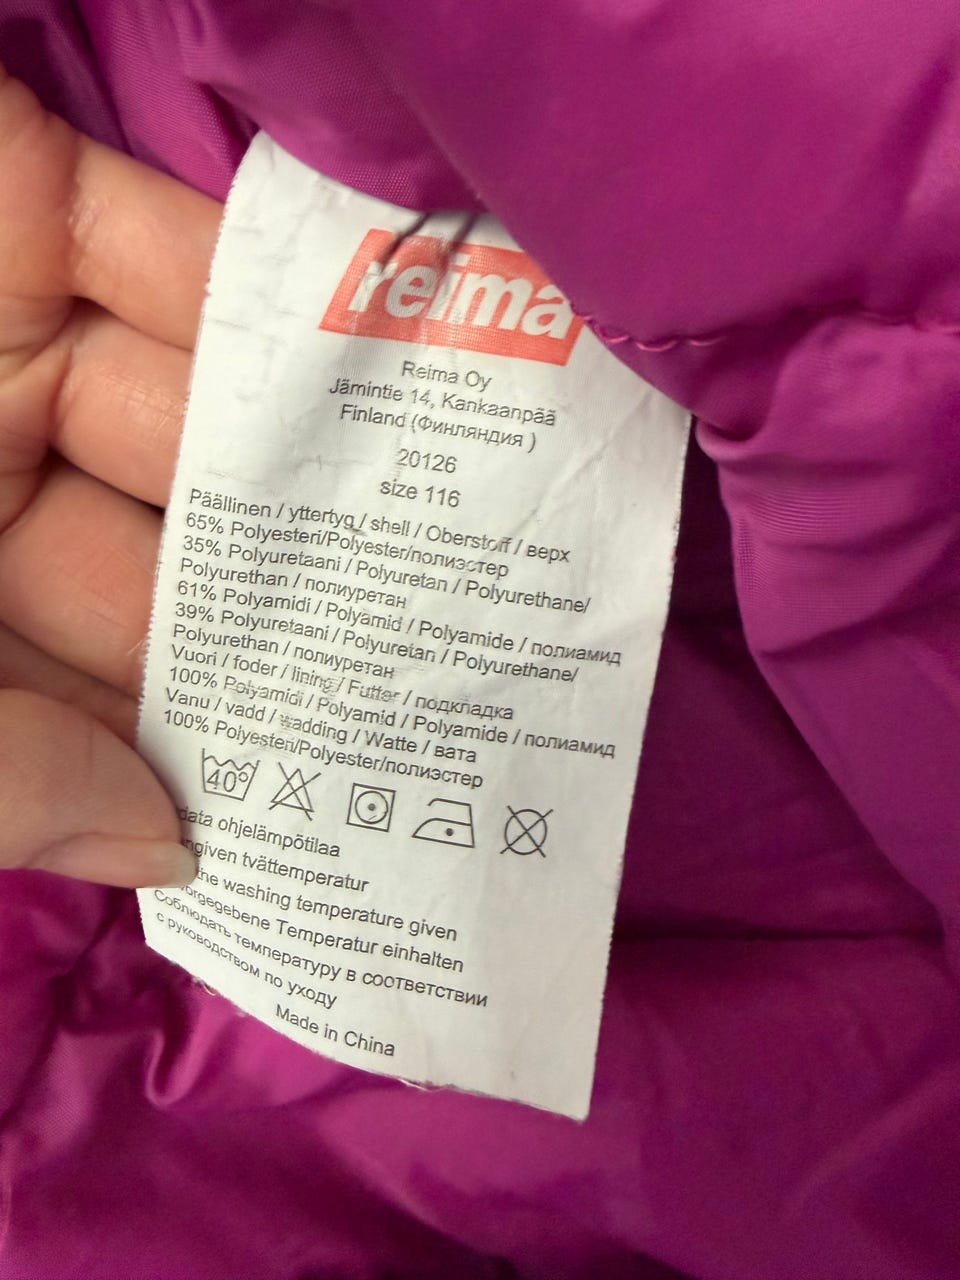 reima
Reima Oy
Jämintie 14, Kankaanpää
Finland (Финляндия )
20126
size 116
Päällinen / yttertyg / shell / Oberstoff / верх
65% Polyesteri/Polyester/полиэстер
35% Polyuretaani / Polyuretan / Polyurethane/
Polyurethan / полиуретан
61% Polyamidi / Polyamid / Polyamide / полиамид
39% Polyuretaani / Polyuretan / Polyurethane/
Polyurethan / полиуретан
Vuori / foder / lining / Futter / подкладка
100% Polyamidi / Polyamid / Polyamide / полиамид
Vanu / vadd / wadding / Watte / вата
100% Polyesteri/Polyester/полиэстер
40°
ohjelämpötilaa
tvättemperatur
the washing temperature given
Temperatur einhalten
Соблюдать температуру в соответствии
с руководством по уходу
Made in China